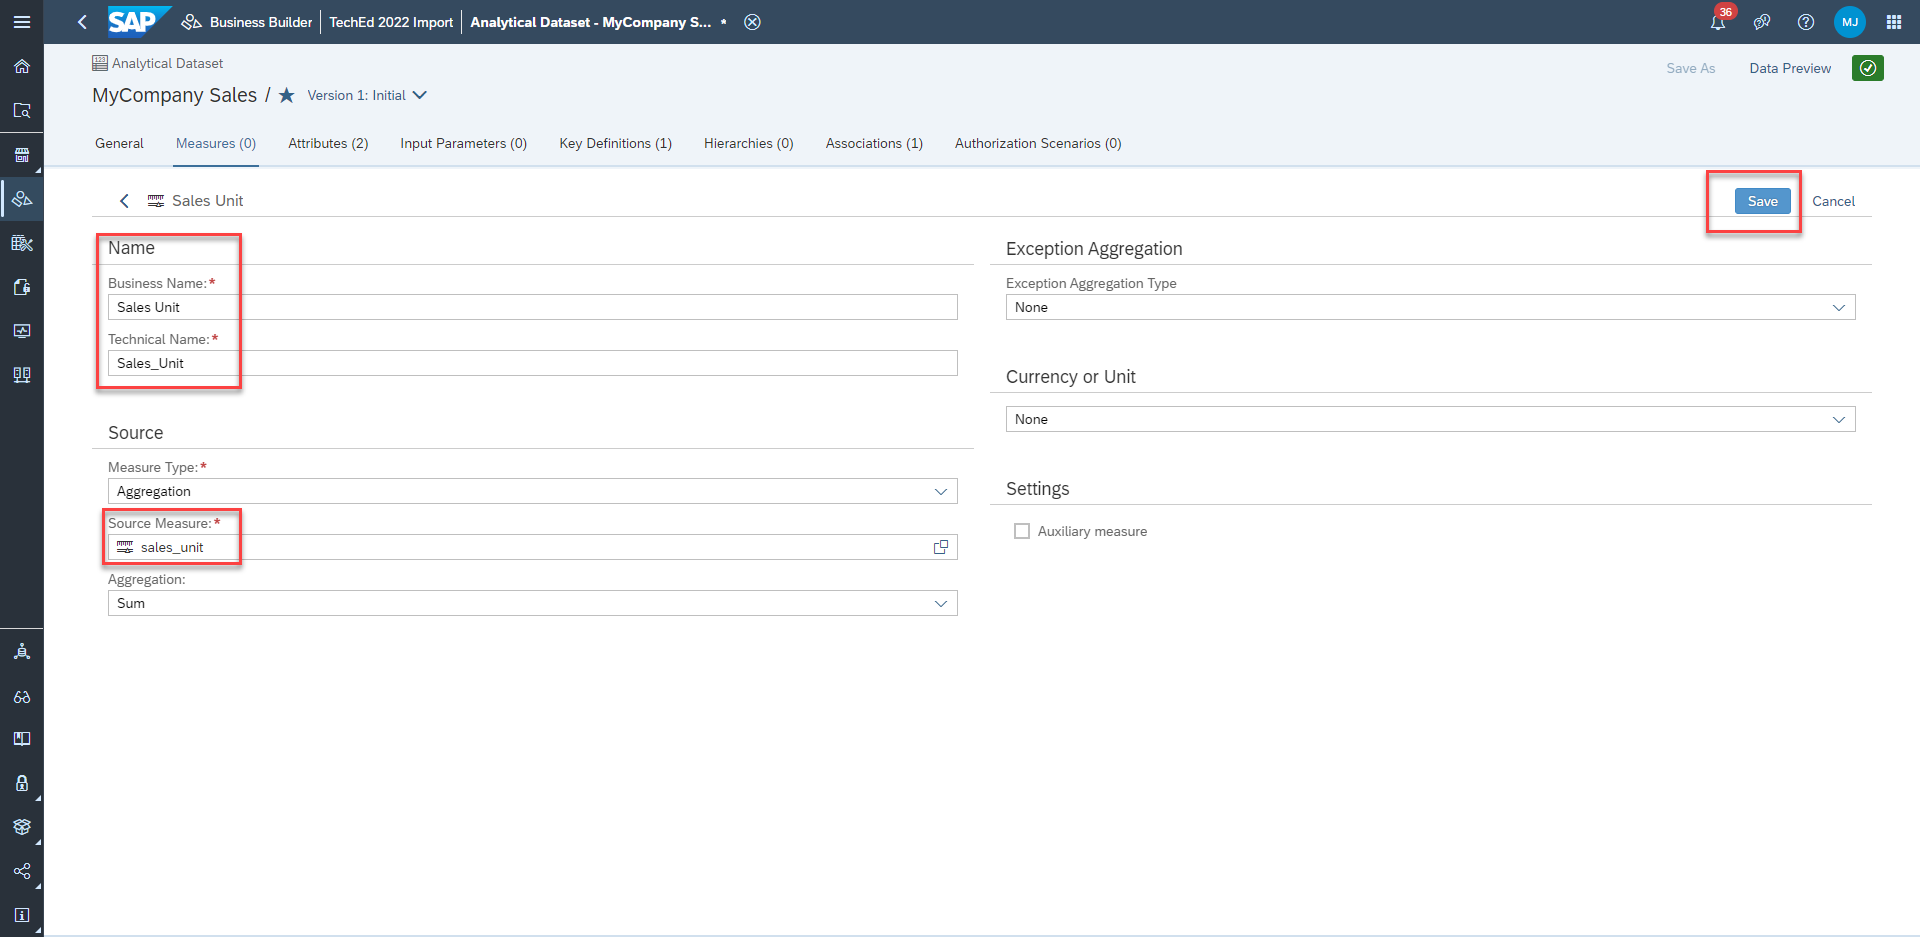 SAP Business Builder TechEd 2022 Import Analytical Dataset - MyCompany S... * 36 MJ
Analytical Dataset
Save As Data Preview
MyCompany Sales / Version 1: Initial
General Measures (0) Attributes (2) Input Parameters (0) Key Definitions (1) Hierarchies (0) Associations (1) Authorization Scenarios (0)
Sales Unit
Save Cancel
Name
Business Name:*
Sales Unit
Technical Name:*
Sales_Unit
Source
Measure Type:*
Aggregation
Source Measure:*
sales_unit
Aggregation:
Sum
Exception Aggregation
Exception Aggregation Type
None
Currency or Unit
None
Settings
Auxiliary measure